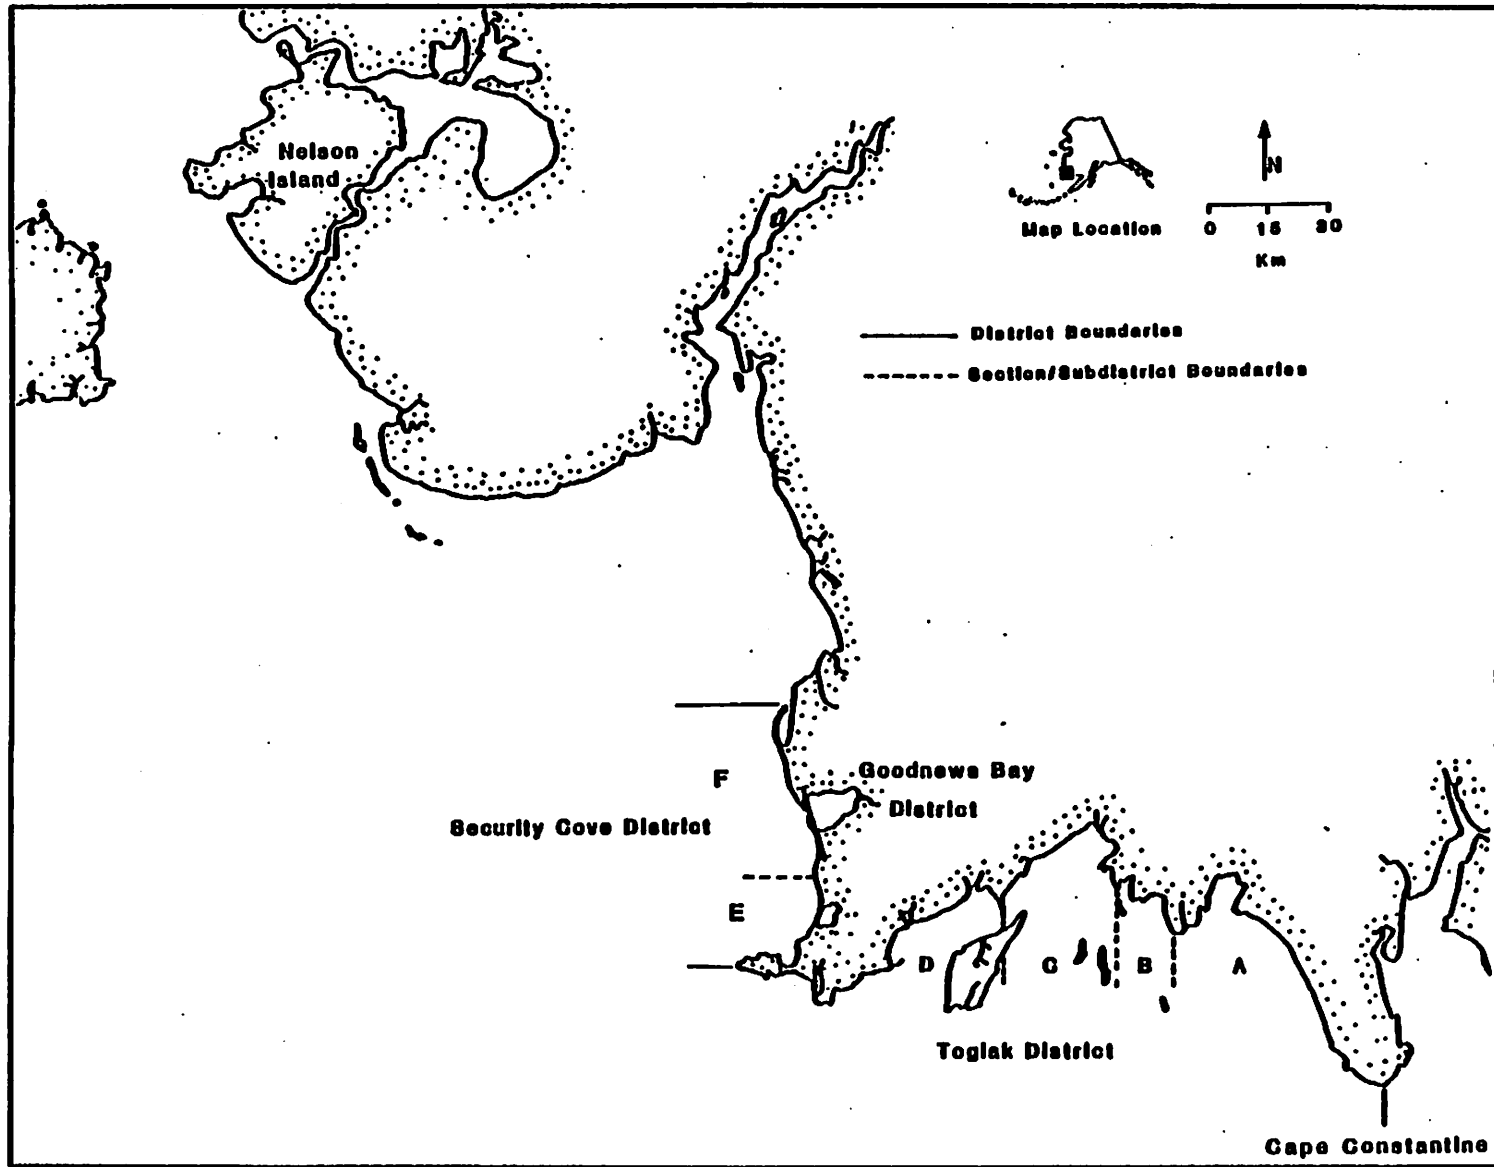 Nelson
Island
N
Map Location
0 15 30
Km
District Boundaries
Section/Subdistrict Boundaries
F
Goodnews Bay
District
Security Cove District
E
D
C
B
A
Togiak District
Cape Constantine